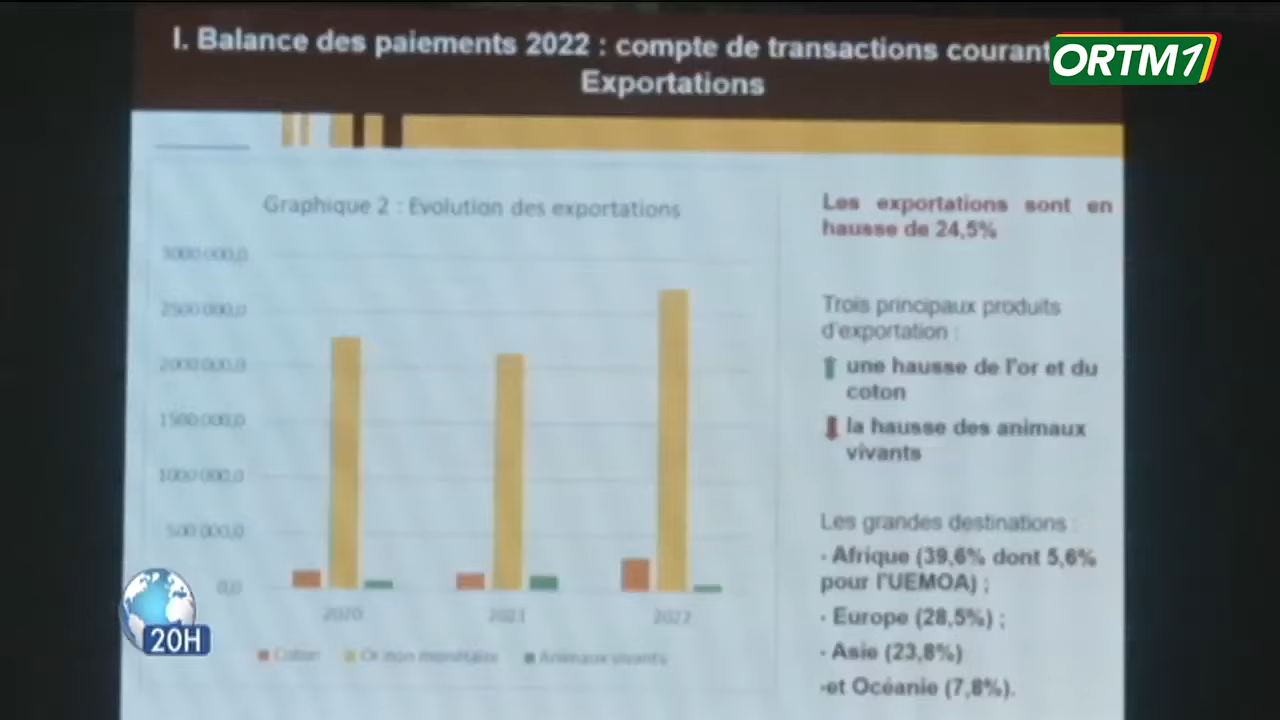 I. Balance des paiements 2022 : compte de transactions courant
Exportations
ORTM1
Graphique 2 : Evolution des exportations
3000 000,0
2500 000,0
2000 000,0
1500 000,0
1000 000,0
500 000,0
0,0
2020
2021
2022
Coton
Or non monétaire
Animaux vivants
Les exportations sont en
hausse de 24,5%
Trois principaux produits
d'exportation :
une hausse de l'or et du
coton
la hausse des animaux
vivants
Les grandes destinations :
- Afrique (39,6% dont 5,6%
pour l'UEMOA) ;
- Europe (28,5%) ;
- Asie (23,8%)
-et Océanie (7,8%).
20H